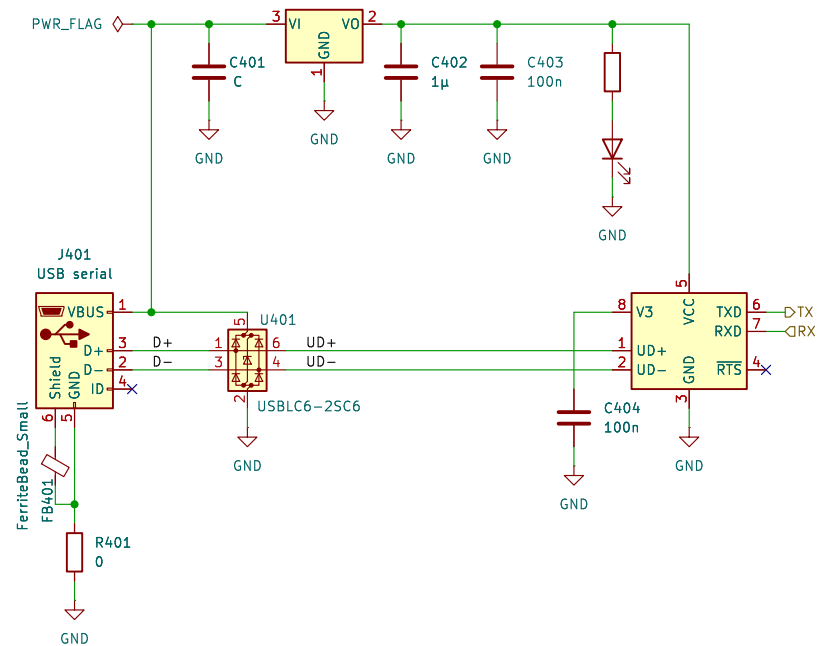 PWR_FLAG
3 VI VO 2
GND
1
C401
C
C402
1µ
C403
100n
GND
GND
GND
GND
GND
J401
USB serial
VBUS 1
D+ 3
D- 2
ID 4
Shield
GND
6 5
D+
D-
U401
5
1 6
3 4
2
USBLC6-2SC6
UD+
UD-
GND
8 V3
1 UD+
2 UD-
5
VCC
TXD 6
RXD 7
RTS 4
GND
3
TX
RX
GND
C404
100n
GND
FerriteBead_Small
FB401
R401
0
GND